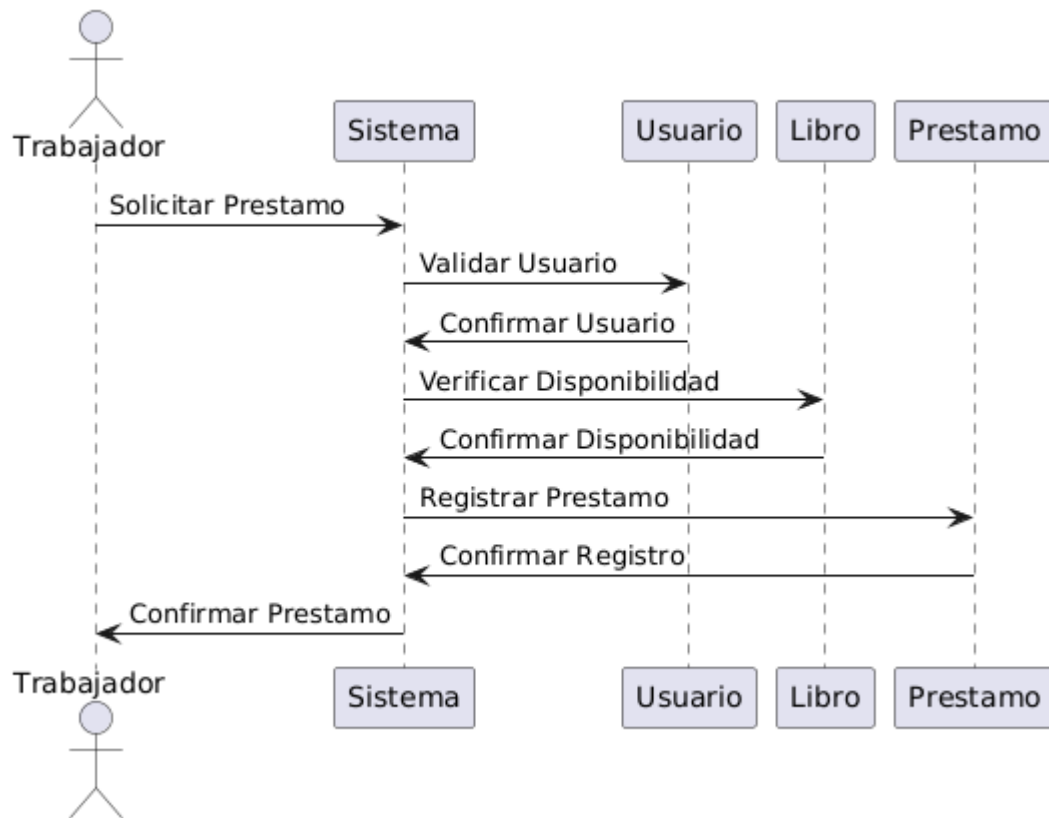 Trabajador
Sistema
Usuario
Libro
Prestamo
Solicitar Prestamo
Validar Usuario
Confirmar Usuario
Verificar Disponibilidad
Confirmar Disponibilidad
Registrar Prestamo
Confirmar Registro
Confirmar Prestamo
Trabajador
Sistema
Usuario
Libro
Prestamo